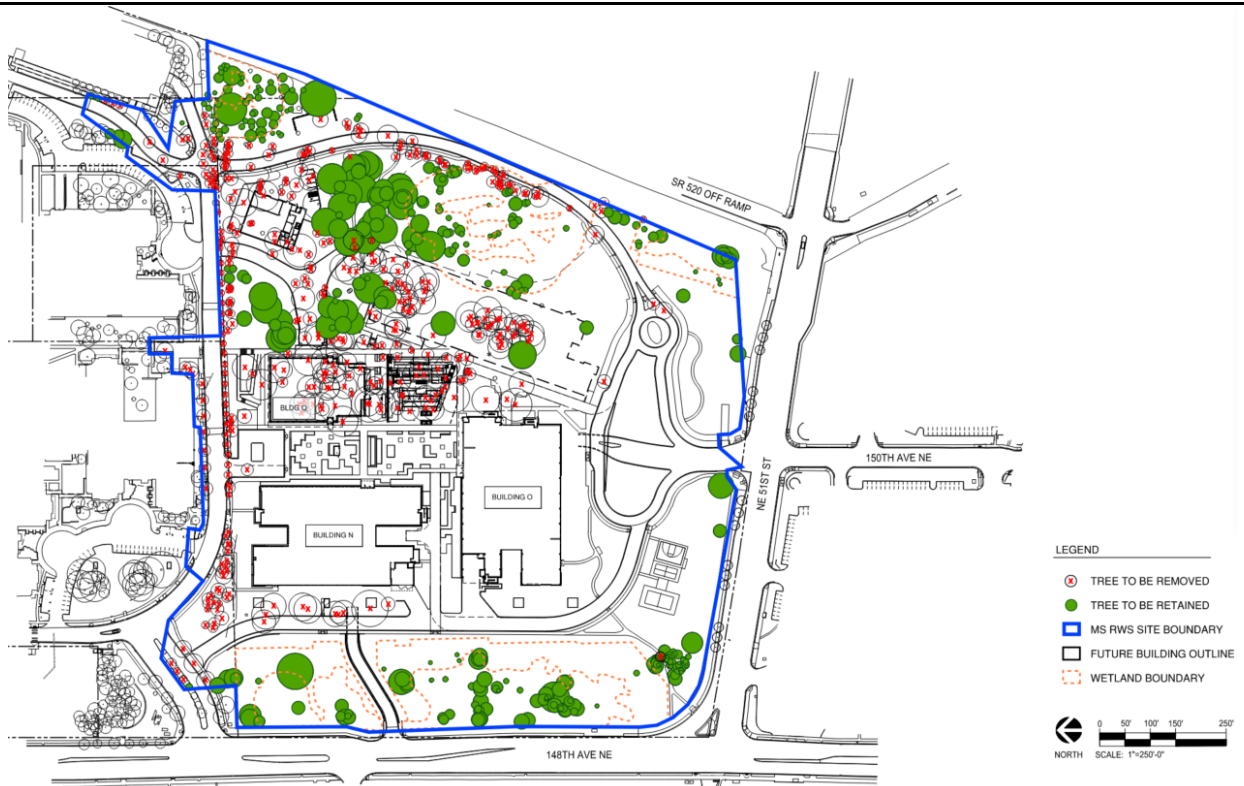 SR 520 OFF RAMP
BLDG Q
BUILDING O
BUILDING N
150TH AVE NE
NE 51ST ST
148TH AVE NE
LEGEND
x TREE TO BE REMOVED
TREE TO BE RETAINED
MS RWS SITE BOUNDARY
FUTURE BUILDING OUTLINE
WETLAND BOUNDARY
NORTH
0 50' 100' 150' 250'
SCALE: 1"=250'-0"